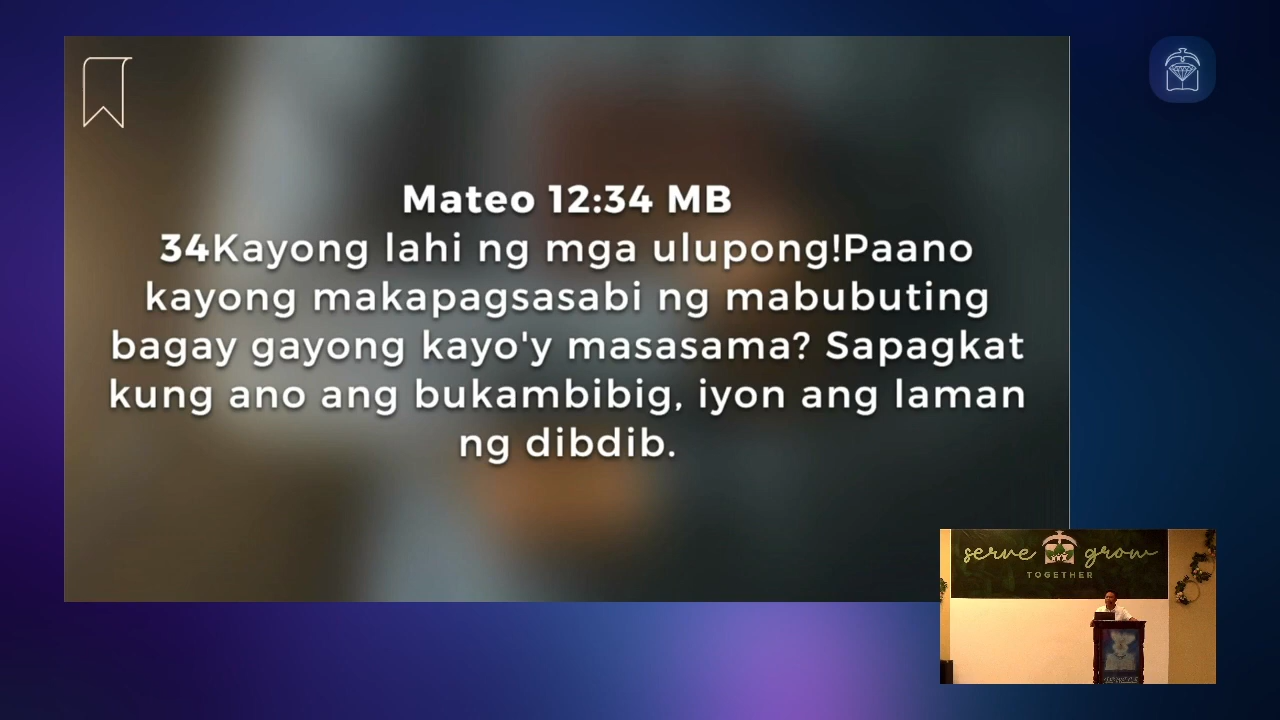 Mateo 12:34 MB
34Kayong lahi ng mga ulupong!Paano
kayong makapagsasabi ng mabubuting
bagay gayong kayo'y masasama? Sapagkat
kung ano ang bukambibig, iyon ang laman
ng dibdib.
serve grow
TOGETHER